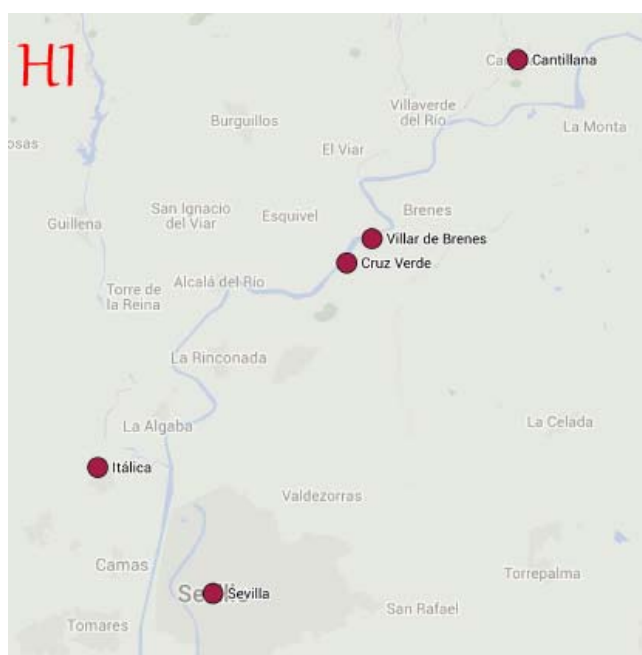 H1
Cantillana
Villaverde
del Río
La Monta
Burguillos
osas
El Viar
San Ignacio
del Viar
Esquivel
Brenes
Guillena
Villar de Brenes
Cruz Verde
Alcalá del Río
Torre de
la Reina
La Rinconada
La Algaba
La Celada
Itálica
Valdezorras
Camas
Torrepalma
Sevilla
San Rafael
Tomares